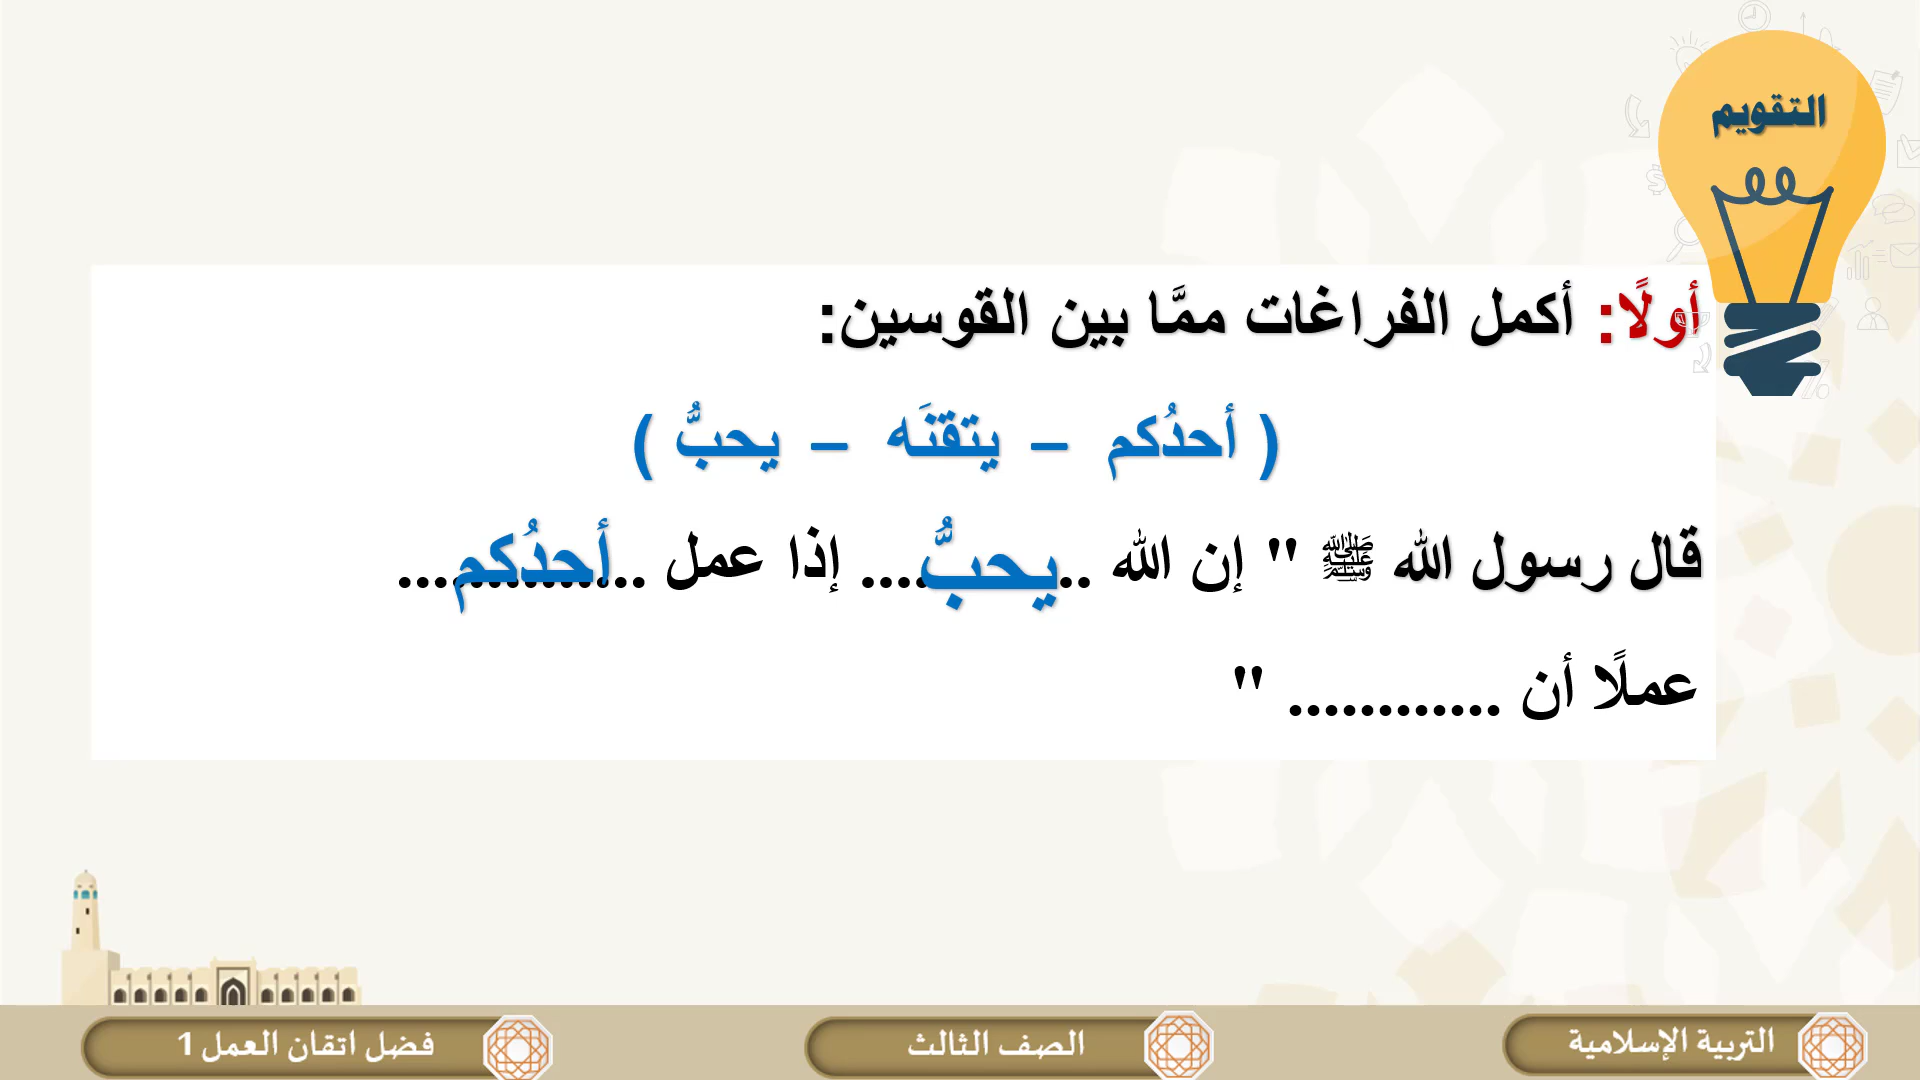 التقويم
أولًا: أكمل الفراغات ممَّا بين القوسين:
( أحدُكم – يتقنَه – يحبُّ )
قال رسول الله ﷺ " إن الله ..يحبُّ.... إذا عمل ..أحدُكم...
عملًا أن ............ "
التربية الإسلامية
الصف الثالث
فضل اتقان العمل 1